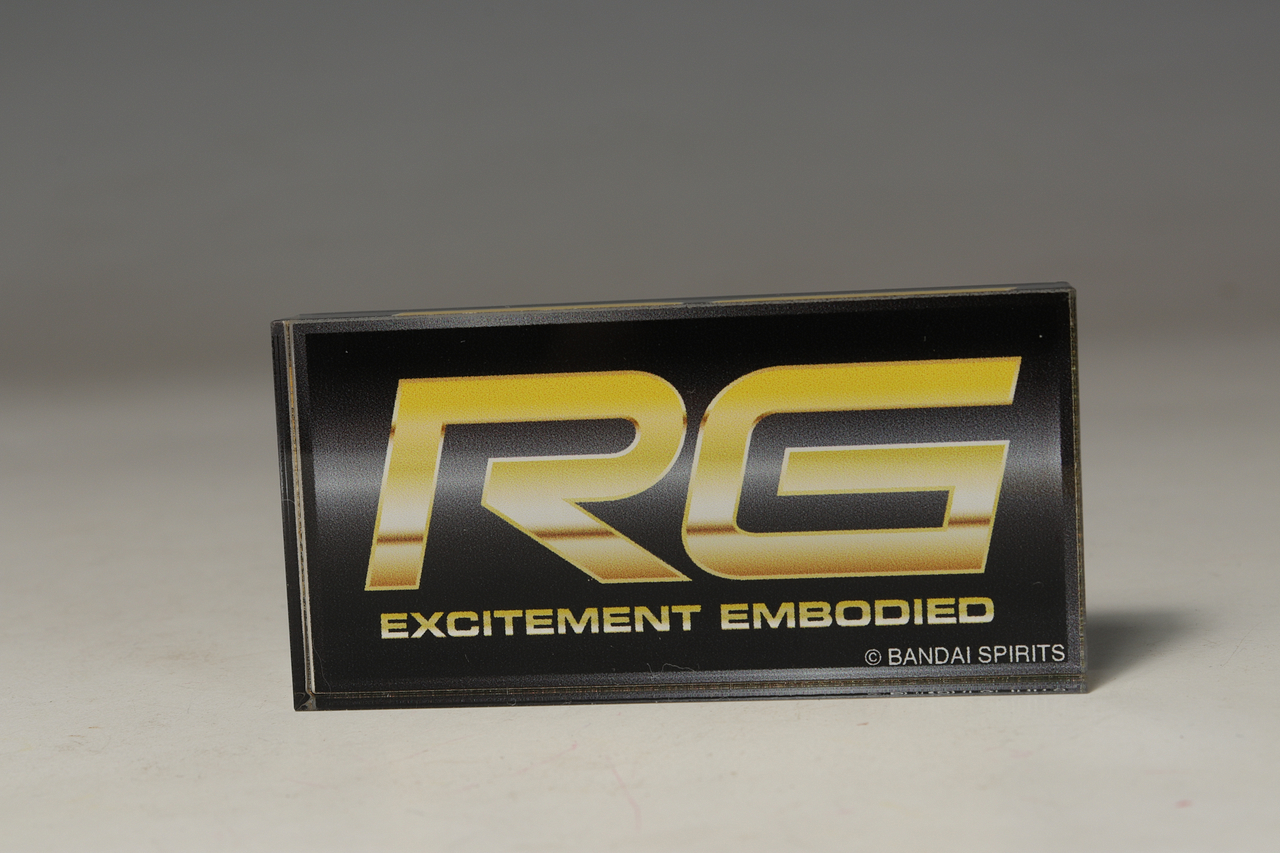 RG
EXCITEMENT EMBODIED
© BANDAI SPIRITS